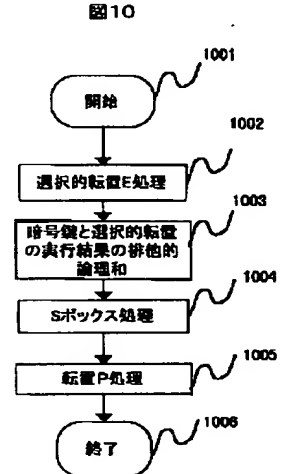 図10
1001
開始
1002
選択的転置E処理
1003
暗号鍵と選択的転置
の実行結果の排他的
論理和
1004
Sボックス処理
1005
転置P処理
1006
終了